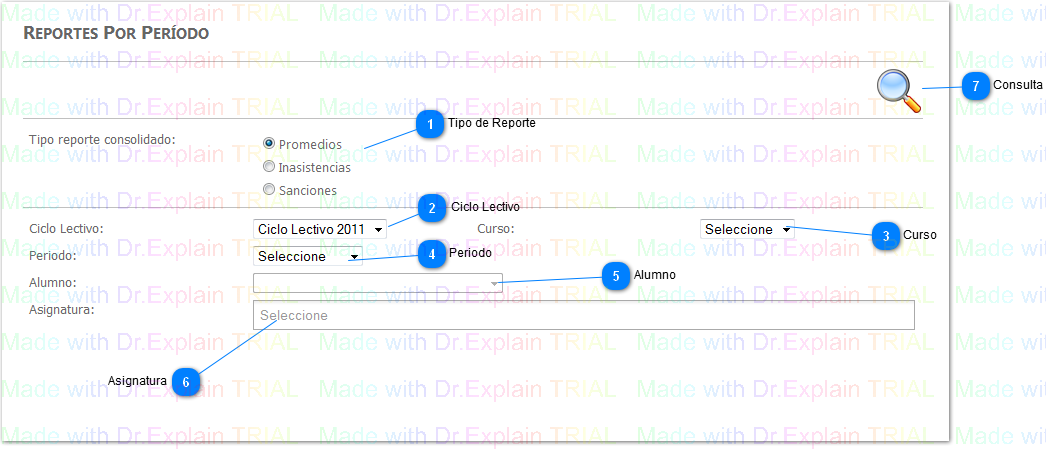 REPORTES POR PERÍODO
7 Consulta
1 Tipo de Reporte
Tipo reporte consolidado:
Promedios
Inasistencias
Sanciones
2 Ciclo Lectivo
Ciclo Lectivo: Ciclo Lectivo 2011 Curso: Seleccione
3 Curso
Periodo: Seleccione 4 Periodo
Alumno: 5 Alumno
Asignatura: Seleccione
Asignatura 6
Made with Dr.Explain TRIAL